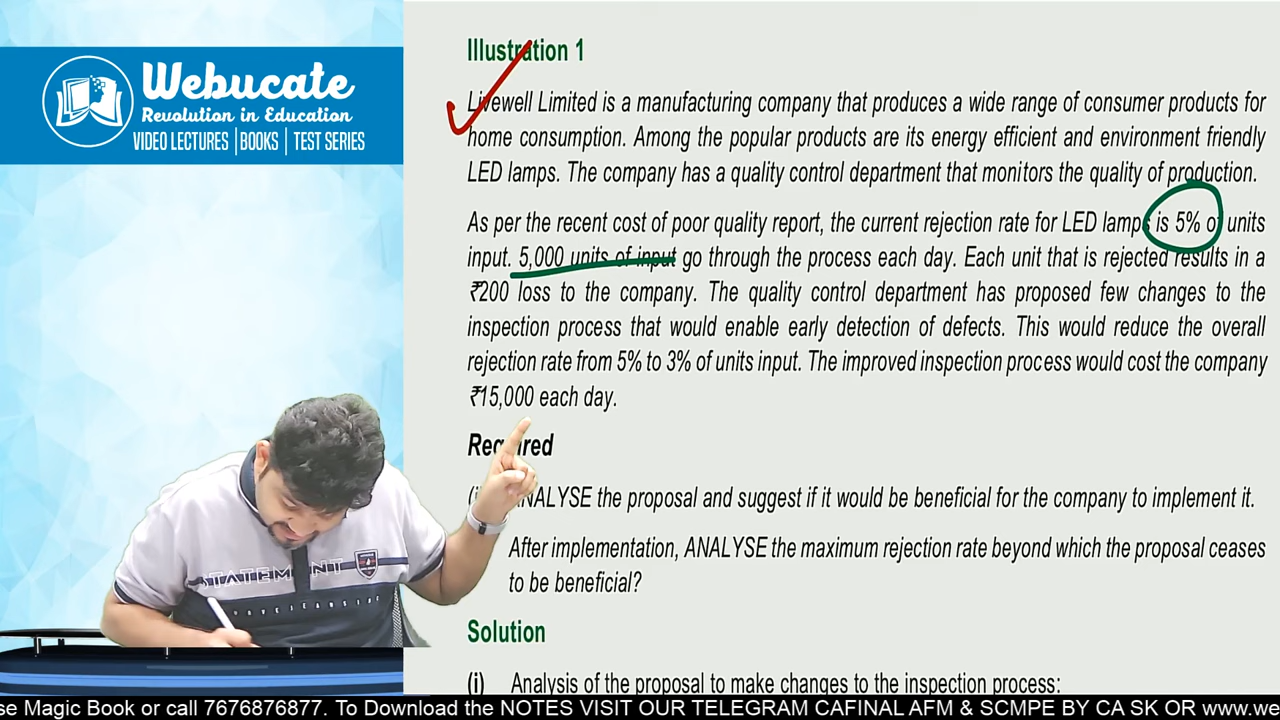 Webucate
Revolution in Education
VIDEO LECTURES | BOOKS | TEST SERIES
Illustration 1
Livewell Limited is a manufacturing company that produces a wide range of consumer products for
home consumption. Among the popular products are its energy efficient and environment friendly
LED lamps. The company has a quality control department that monitors the quality of production.
As per the recent cost of poor quality report, the current rejection rate for LED lamps is 5% of units
input. 5,000 units of input go through the process each day. Each unit that is rejected results in a
₹200 loss to the company. The quality control department has proposed few changes to the
inspection process that would enable early detection of defects. This would reduce the overall
rejection rate from 5% to 3% of units input. The improved inspection process would cost the company
₹15,000 each day.
Required
ANALYSE the proposal and suggest if it would be beneficial for the company to implement it.
After implementation, ANALYSE the maximum rejection rate beyond which the proposal ceases
to be beneficial?
Solution
(i) Analysis of the proposal to make changes to the inspection process:
STATEMENT
se Magic Book or call 7676876877. To Download the NOTES VISIT OUR TELEGRAM CAFINAL AFM & SCMPE BY CA SK OR www.we